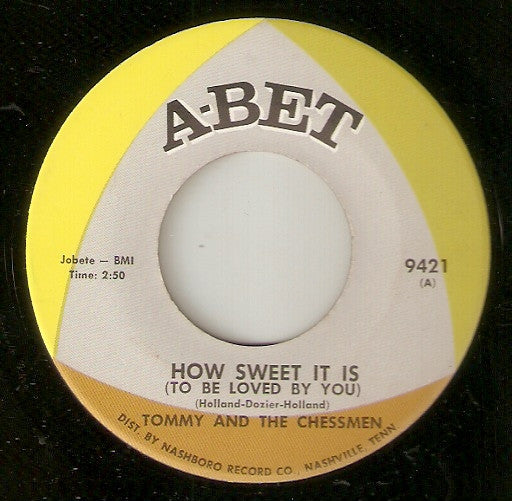 A-BET
Jobete — BMI
Time: 2:50
9421
(A)
HOW SWEET IT IS
(TO BE LOVED BY YOU)
(Holland-Dozier-Holland)
TOMMY AND THE CHESSMEN
DIST. BY NASHBORO RECORD CO., NASHVILLE, TENN